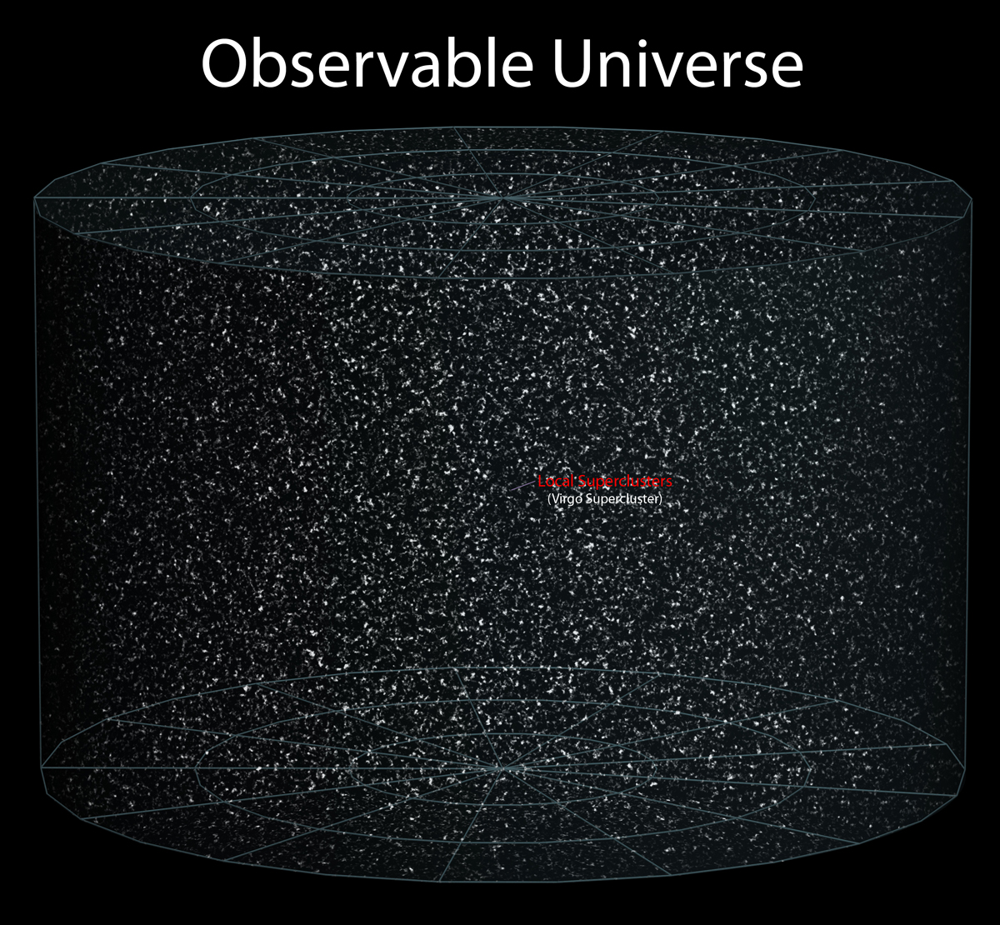 Observable Universe
Local Superclusters
(Virgo Supercluster)